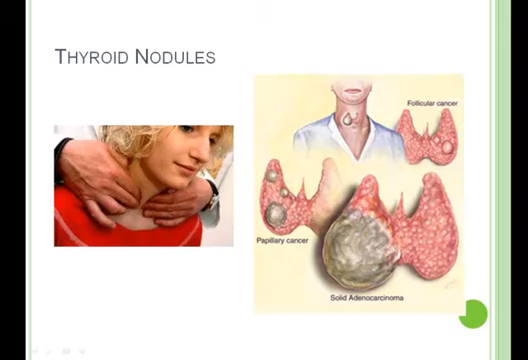 THYROID NODULES
Follicular cancer
Papillary cancer
Solid Adenocarcinoma